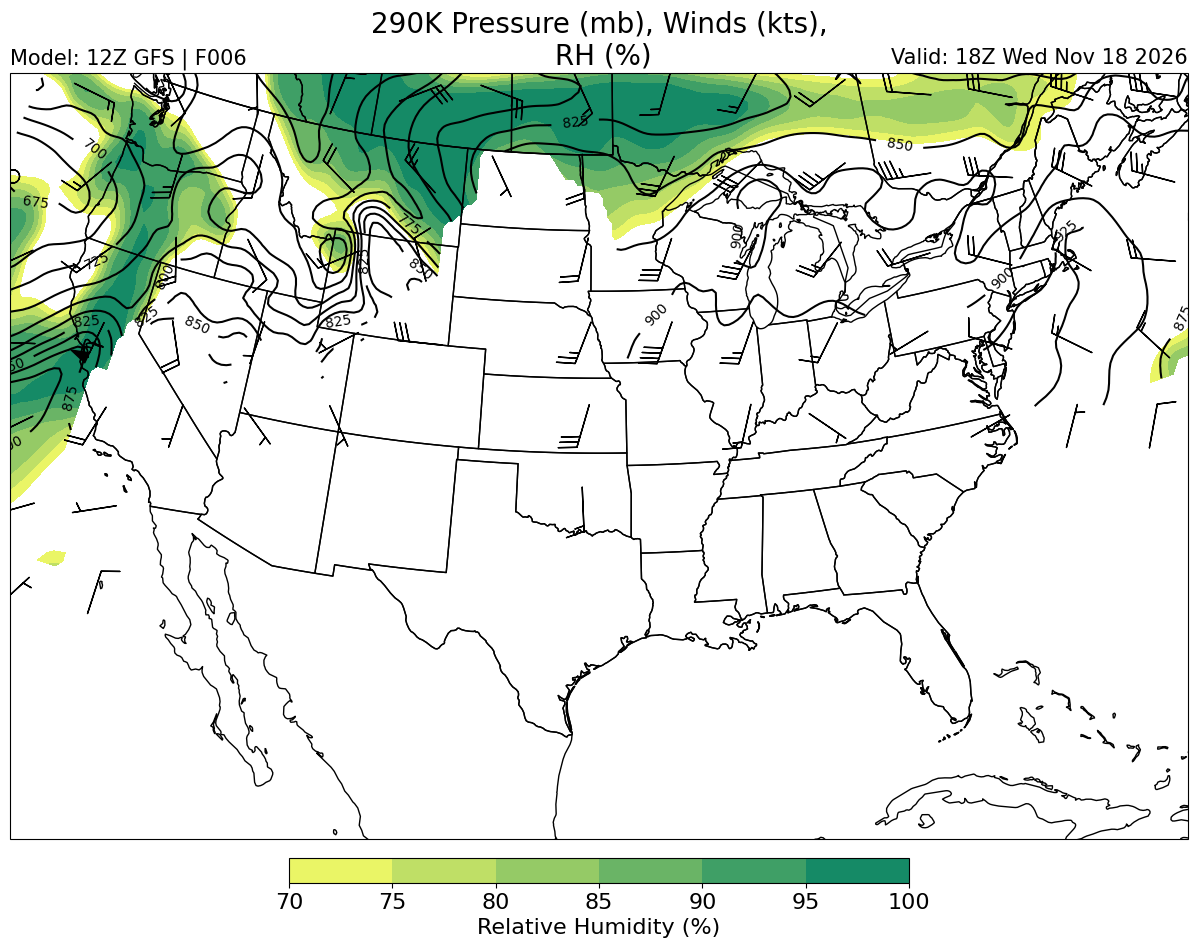 290K Pressure (mb), Winds (kts),
RH (%)
Model: 12Z GFS | F006
Valid: 18Z Wed Nov 18 2026
825
850
700
675
775
725
800
825
850
825
825
850
900
900
900
875
875
70 75 80 85 90 95 100
Relative Humidity (%)